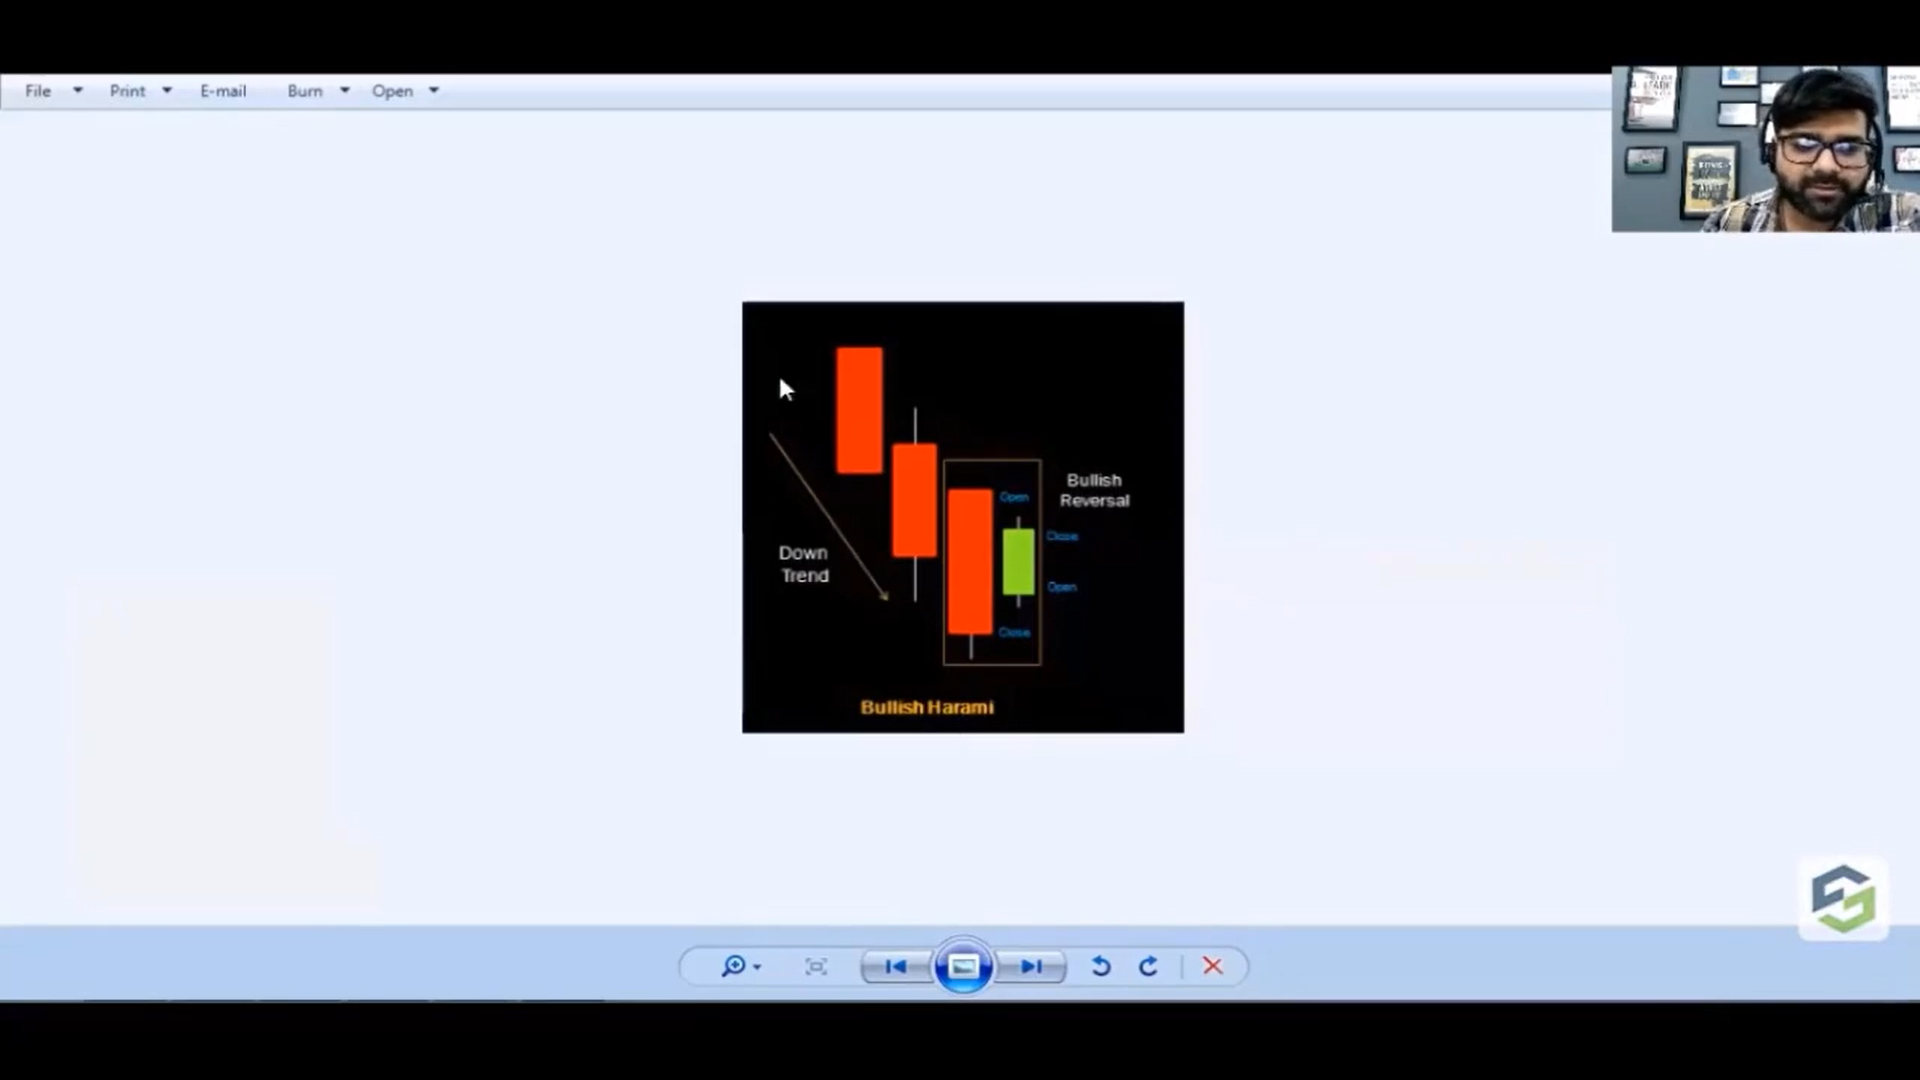 File
Print
E-mail
Burn
Open
Bullish
Reversal
Open
Close
Down
Trend
Open
Close
Bullish Harami